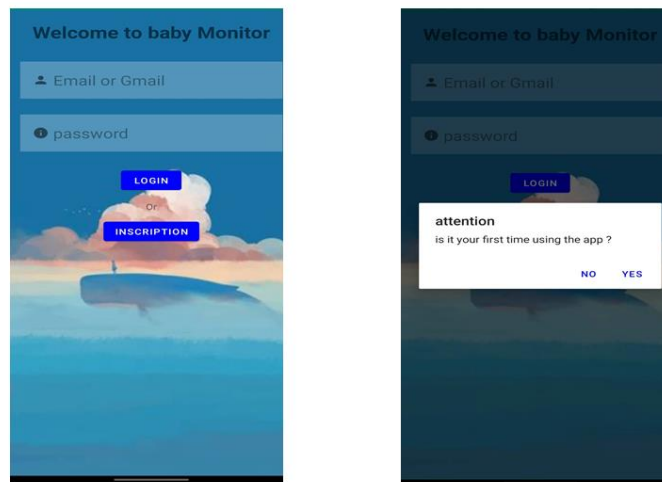 Welcome to baby Monitor
Email or Gmail
password
LOGIN
Or
INSCRIPTION
Welcome to baby Monitor
Email or Gmail
password
LOGIN
attention
is it your first time using the app ?
NO YES